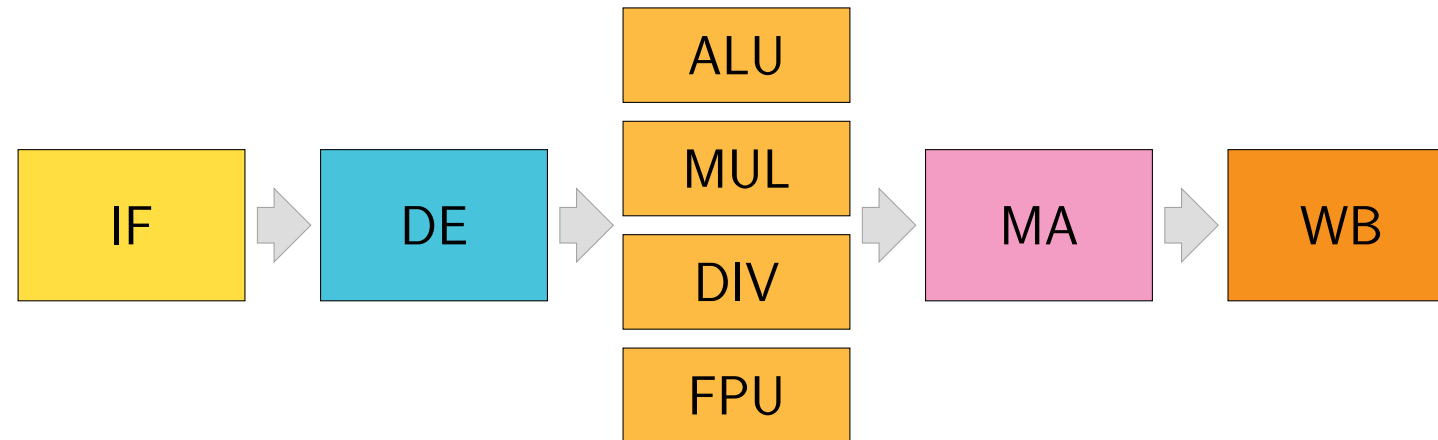 IF
DE
ALU
MUL
DIV
FPU
MA
WB